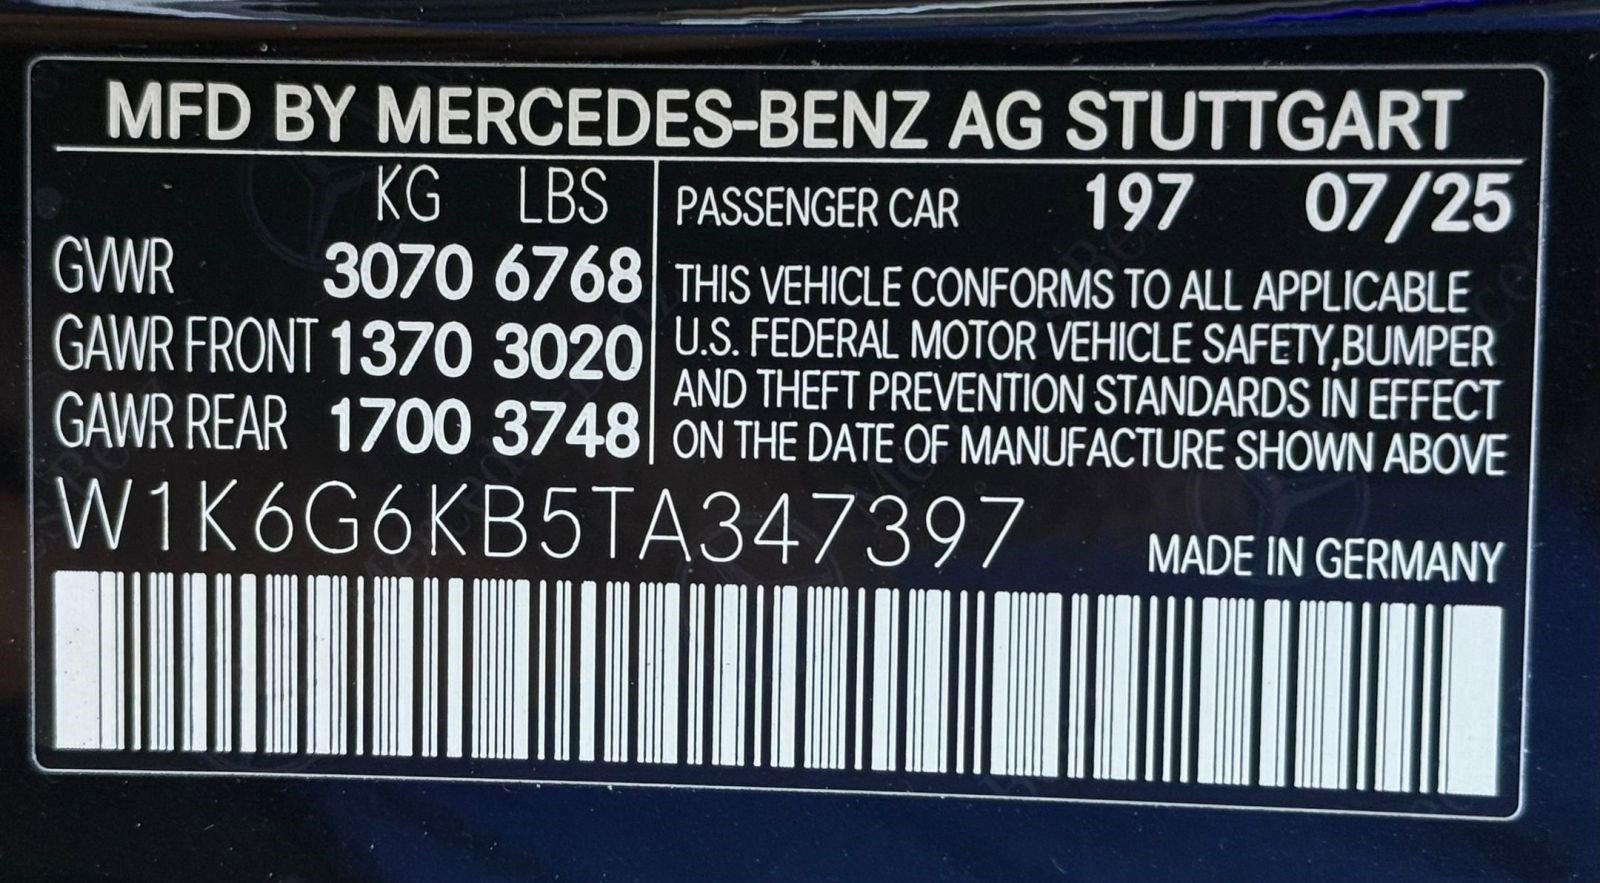 MFD BY MERCEDES-BENZ AG STUTTGART
KG LBS
GVWR 3070 6768
GAWR FRONT 1370 3020
GAWR REAR 1700 3748
PASSENGER CAR 197 07/25
THIS VEHICLE CONFORMS TO ALL APPLICABLE
U.S. FEDERAL MOTOR VEHICLE SAFETY,BUMPER
AND THEFT PREVENTION STANDARDS IN EFFECT
ON THE DATE OF MANUFACTURE SHOWN ABOVE
W1K6G6KB5TA347397
MADE IN GERMANY